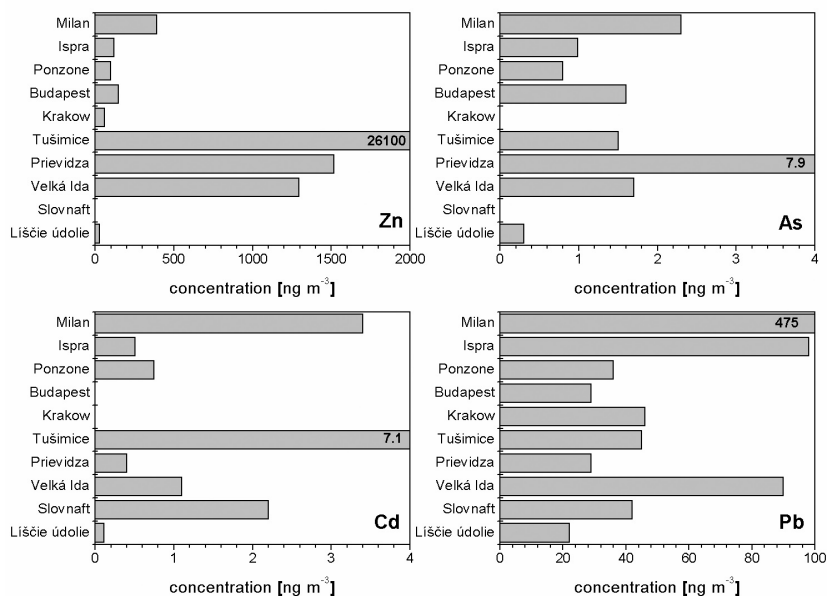 Milan
Ispra
Ponzone
Budapest
Krakow
Tušimice 26100
Prievidza
Velká Ida
Slovnaft
Líščie údolie
Zn
0 500 1000 1500 2000
concentration [ng m⁻³]
Milan
Ispra
Ponzone
Budapest
Krakow
Tušimice
Prievidza 7.9
Velká Ida
Slovnaft
Líščie údolie
As
0 1 2 3 4
concentration [ng m⁻³]
Milan
Ispra
Ponzone
Budapest
Krakow
Tušimice 7.1
Prievidza
Velká Ida
Slovnaft
Líščie údolie
Cd
0 1 2 3 4
concentration [ng m⁻³]
Milan 475
Ispra
Ponzone
Budapest
Krakow
Tušimice
Prievidza
Velká Ida
Slovnaft
Líščie údolie
Pb
0 20 40 60 80 100
concentration [ng m⁻³]